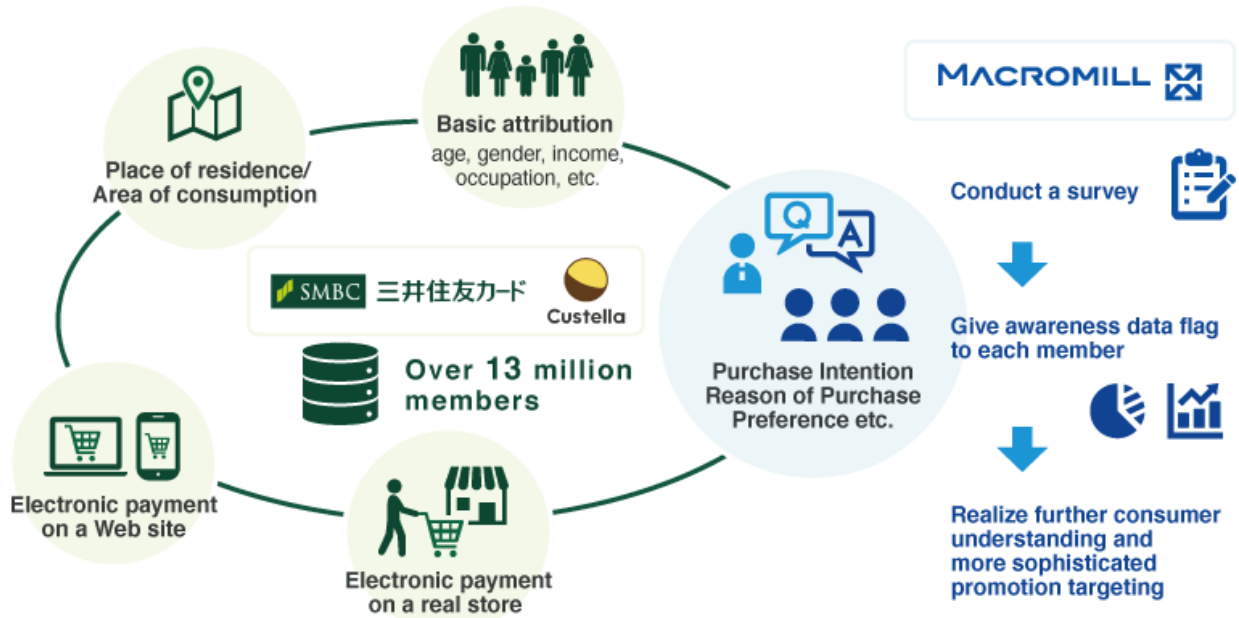 Basic attribution
age, gender, income,
occupation, etc.
Place of residence/
Area of consumption
SMBC 三井住友カード
Custella
Over 13 million
members
Electronic payment
on a Web site
Electronic payment
on a real store
Q
A
Purchase Intention
Reason of Purchase
Preference etc.
MACROMILL
Conduct a survey
Give awareness data flag
to each member
Realize further consumer
understanding and
more sophisticated
promotion targeting